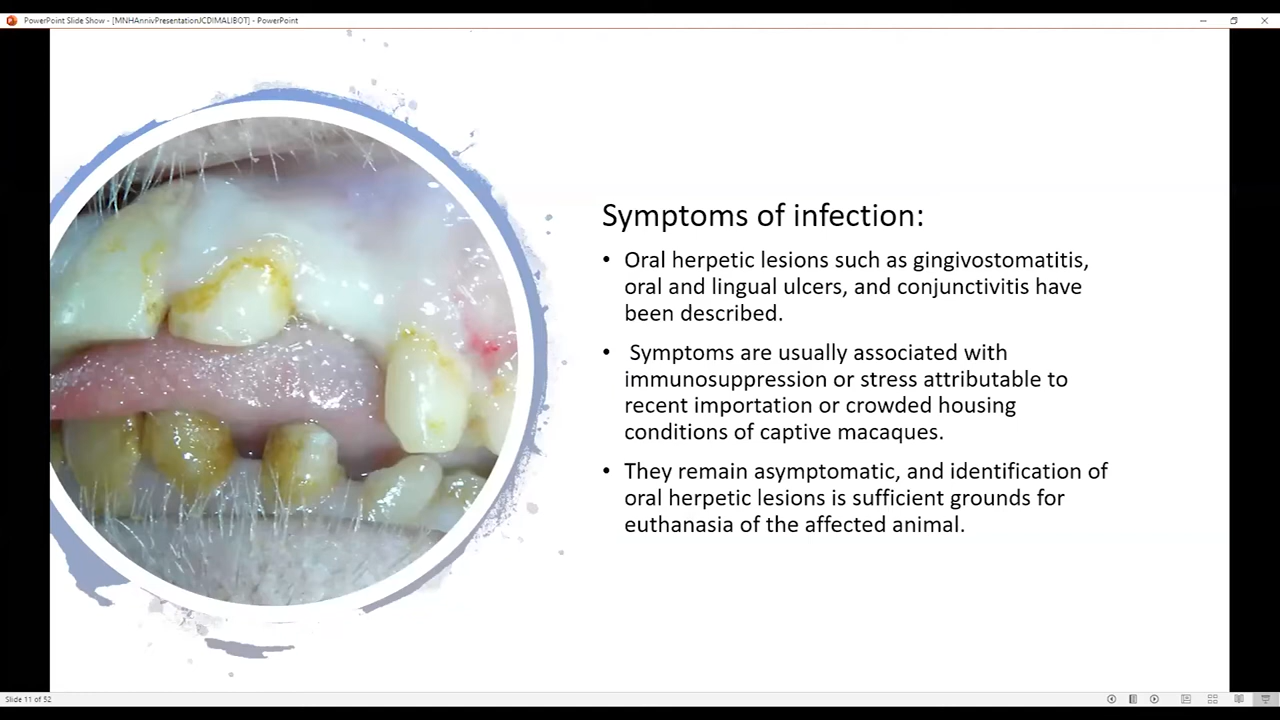 PowerPoint Slide Show - [MNHAnnivPresentationJCDIMALIBOT] - PowerPoint
Symptoms of infection:
• Oral herpetic lesions such as gingivostomatitis,
oral and lingual ulcers, and conjunctivitis have
been described.
• Symptoms are usually associated with
immunosuppression or stress attributable to
recent importation or crowded housing
conditions of captive macaques.
• They remain asymptomatic, and identification of
oral herpetic lesions is sufficient grounds for
euthanasia of the affected animal.
Slide 11 of 52